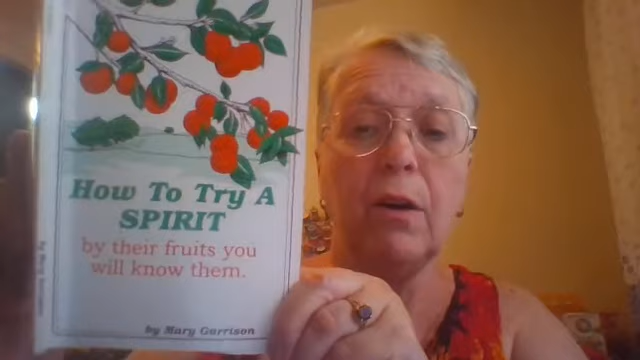 How To Try A
SPIRIT
by their fruits you
will know them.
by Mary Garrison